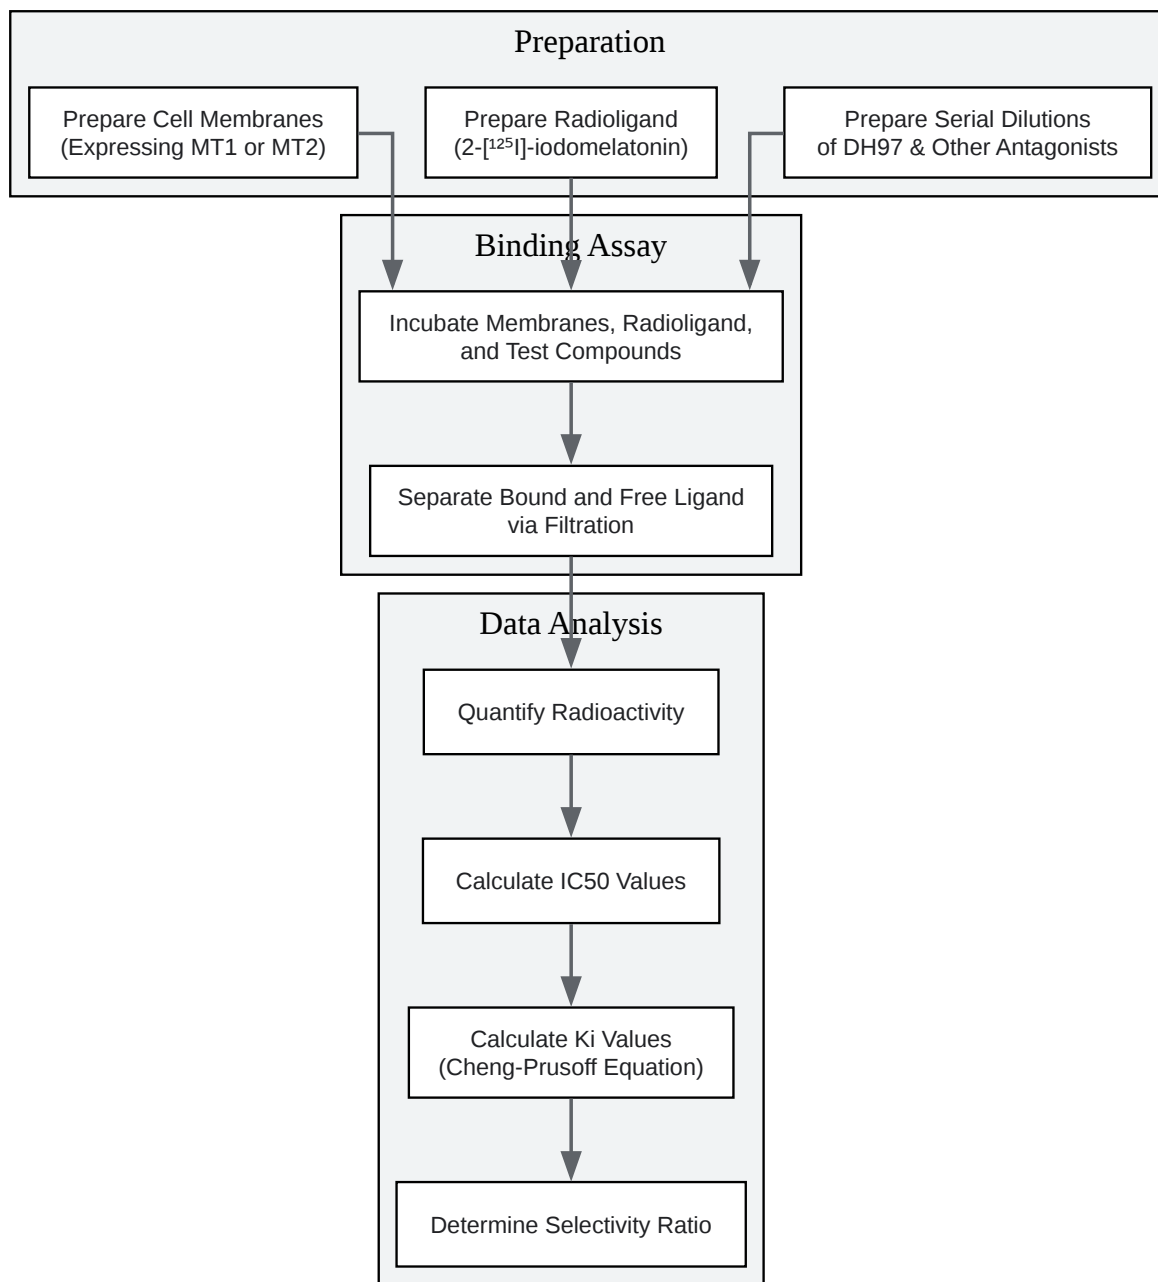 Preparation
Prepare Cell Membranes
(Expressing MT1 or MT2)
Prepare Radioligand
(2-[¹²⁵I]-iodomelatonin)
Prepare Serial Dilutions
of DH97 & Other Antagonists
Binding Assay
Incubate Membranes, Radioligand,
and Test Compounds
Separate Bound and Free Ligand
via Filtration
Data Analysis
Quantify Radioactivity
Calculate IC50 Values
Calculate Ki Values
(Cheng-Prusoff Equation)
Determine Selectivity Ratio